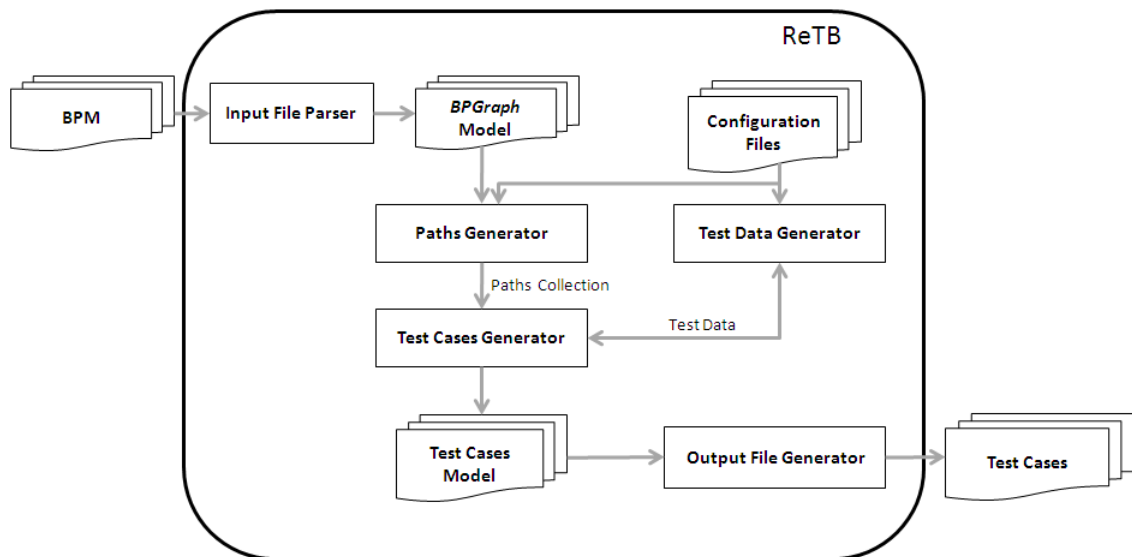 ReTB
BPM
Input File Parser
BPGraph
Model
Configuration
Files
Paths Generator
Test Data Generator
Paths Collection
Test Cases Generator
Test Data
Test Cases
Model
Output File Generator
Test Cases